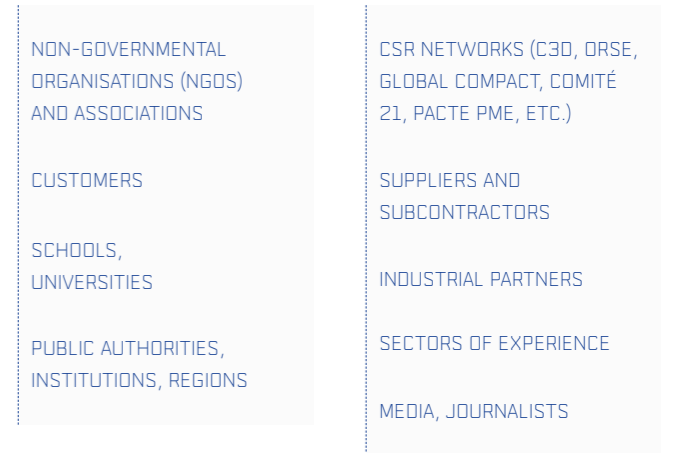 NON-GOVERNMENTAL
ORGANISATIONS (NGOS)
AND ASSOCIATIONS
CUSTOMERS
SCHOOLS,
UNIVERSITIES
PUBLIC AUTHORITIES,
INSTITUTIONS, REGIONS
CSR NETWORKS (C3D, ORSE,
GLOBAL COMPACT, COMITÉ
21, PACTE PME, ETC.)
SUPPLIERS AND
SUBCONTRACTORS
INDUSTRIAL PARTNERS
SECTORS OF EXPERIENCE
MEDIA, JOURNALISTS